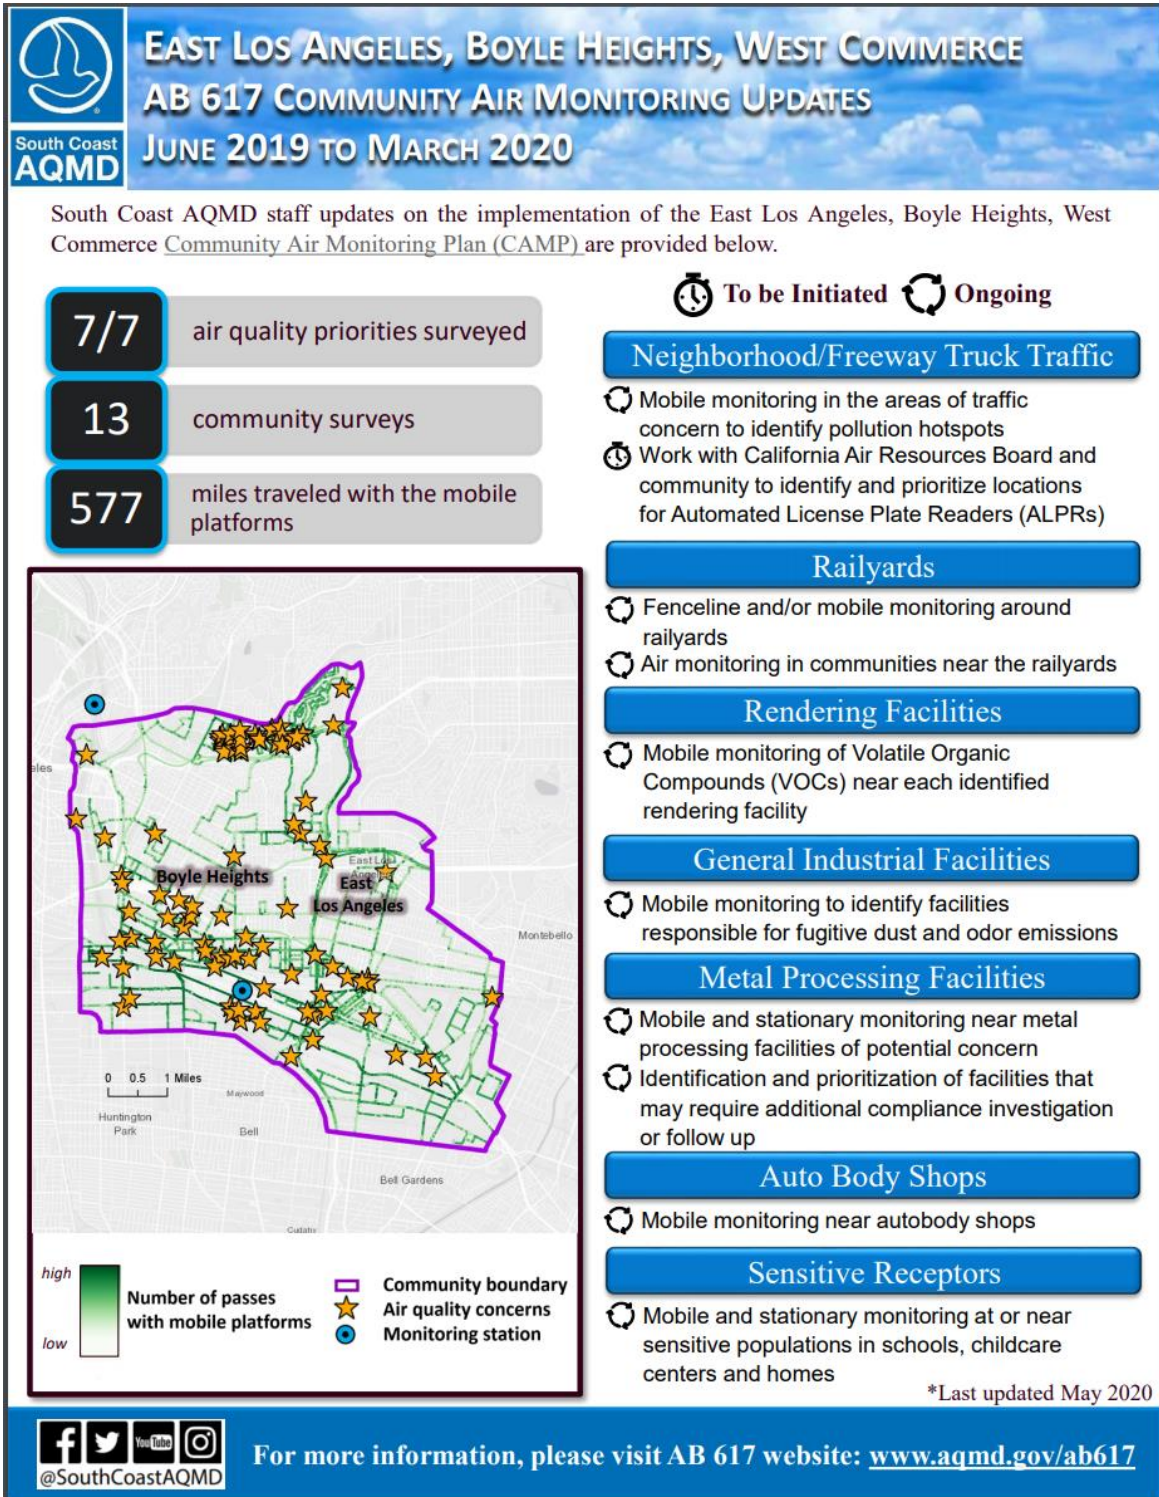 South Coast
AQMD
EAST LOS ANGELES, BOYLE HEIGHTS, WEST COMMERCE
AB 617 COMMUNITY AIR MONITORING UPDATES
JUNE 2019 TO MARCH 2020
South Coast AQMD staff updates on the implementation of the East Los Angeles, Boyle Heights, West
Commerce Community Air Monitoring Plan (CAMP) are provided below.
7/7 air quality priorities surveyed
13 community surveys
577 miles traveled with the mobile
platforms
eles
Boyle Heights
East Los
Angeles
East
Los Angeles
Montebello
0 0.5 1 Miles
Maywood
Huntington
Park
Bell
Bell Gardens
Cudahy
high
low
Number of passes
with mobile platforms
Community boundary
Air quality concerns
Monitoring station
To be Initiated Ongoing
Neighborhood/Freeway Truck Traffic
Mobile monitoring in the areas of traffic
concern to identify pollution hotspots
Work with California Air Resources Board and
community to identify and prioritize locations
for Automated License Plate Readers (ALPRs)
Railyards
Fenceline and/or mobile monitoring around
railyards
Air monitoring in communities near the railyards
Rendering Facilities
Mobile monitoring of Volatile Organic
Compounds (VOCs) near each identified
rendering facility
General Industrial Facilities
Mobile monitoring to identify facilities
responsible for fugitive dust and odor emissions
Metal Processing Facilities
Mobile and stationary monitoring near metal
processing facilities of potential concern
Identification and prioritization of facilities that
may require additional compliance investigation
or follow up
Auto Body Shops
Mobile monitoring near autobody shops
Sensitive Receptors
Mobile and stationary monitoring at or near
sensitive populations in schools, childcare
centers and homes
*Last updated May 2020
YouTube
@SouthCoastAQMD
For more information, please visit AB 617 website: www.aqmd.gov/ab617